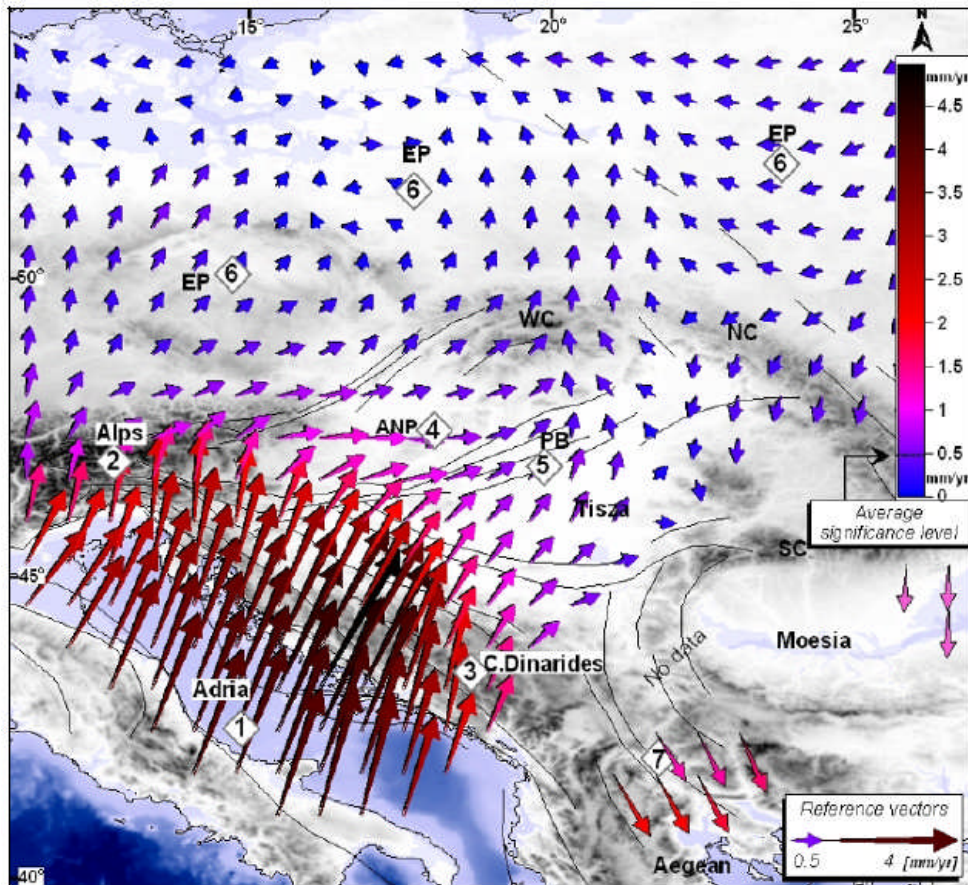 15°
20°
25°
N
mm/yr
4.5
4
3.5
3
2.5
2
1.5
1
0.5
mm/yr
0
EP
6
EP
6
EP
6
50°
WC
NC
Alps
2
ANP
4
PB
5
Tisza
Average
significance level
SC
45°
No data
Moesia
3
C.Dinarides
Adria
1
7
Reference vectors
0.5
4
[mm/yr]
Aegean
40°